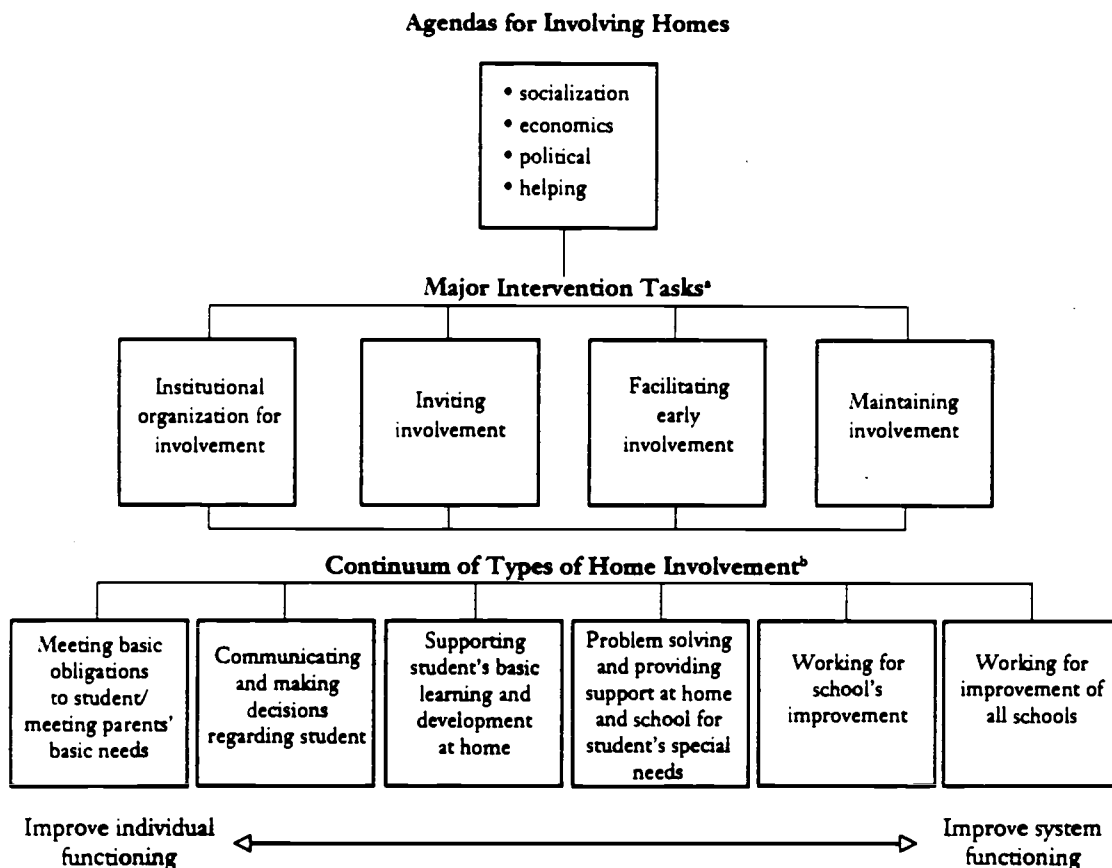 Agendas for Involving Homes
• socialization
• economics
• political
• helping
Major Intervention Tasksᵃ
Institutional
organization for
involvement
Inviting
involvement
Facilitating
early
involvement
Maintaining
involvement
Continuum of Types of Home Involvementᵇ
Meeting basic
obligations
to student/
meeting parents'
basic needs
Communicating
and making
decisions
regarding student
Supporting
student's basic
learning and
development
at home
Problem solving
and providing
support at home
and school for
student's special
needs
Working for
school's
improvement
Working for
improvement of
all schools
Improve individual
functioning
Improve system
functioning